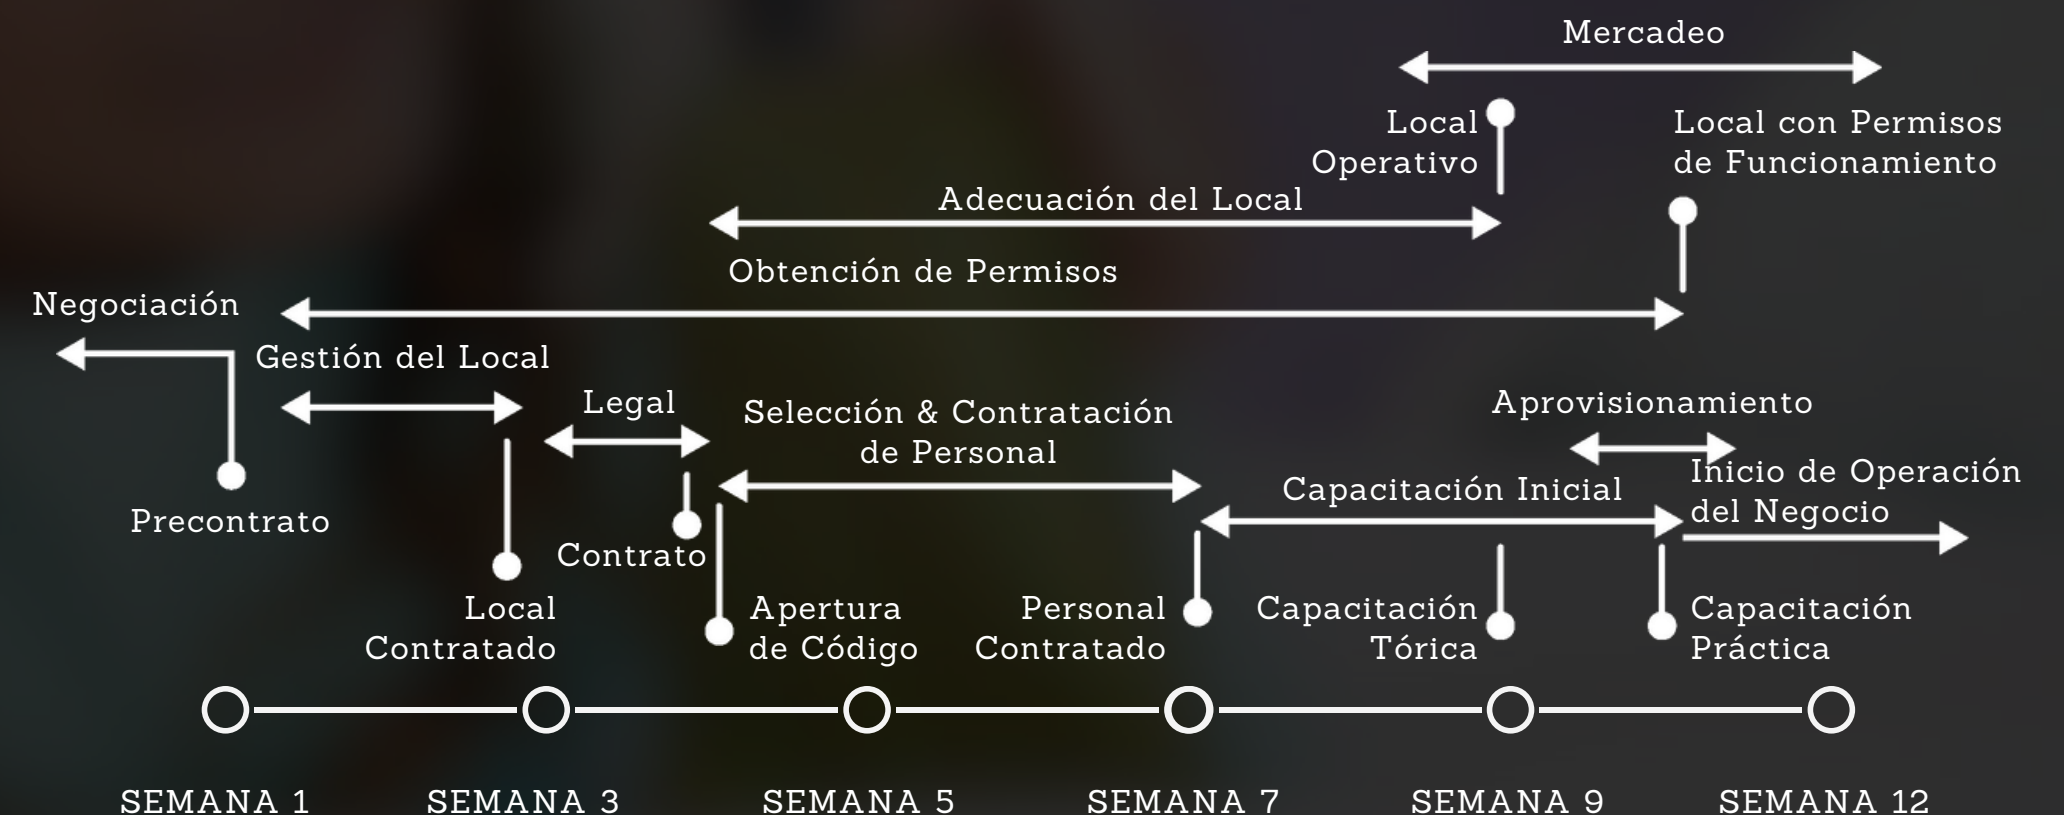 Mercadeo
Local
Operativo
Local con Permisos
de Funcionamiento
Adecuación del Local
Obtención de Permisos
Negociación
Gestión del Local
Legal
Selección & Contratación
de Personal
Aprovisionamiento
Capacitación Inicial
Inicio de Operación
del Negocio
Precontrato
Contrato
Local
Contratado
Apertura
de Código
Personal
Contratado
Capacitación
Tórica
Capacitación
Práctica
SEMANA 1
SEMANA 3
SEMANA 5
SEMANA 7
SEMANA 9
SEMANA 12